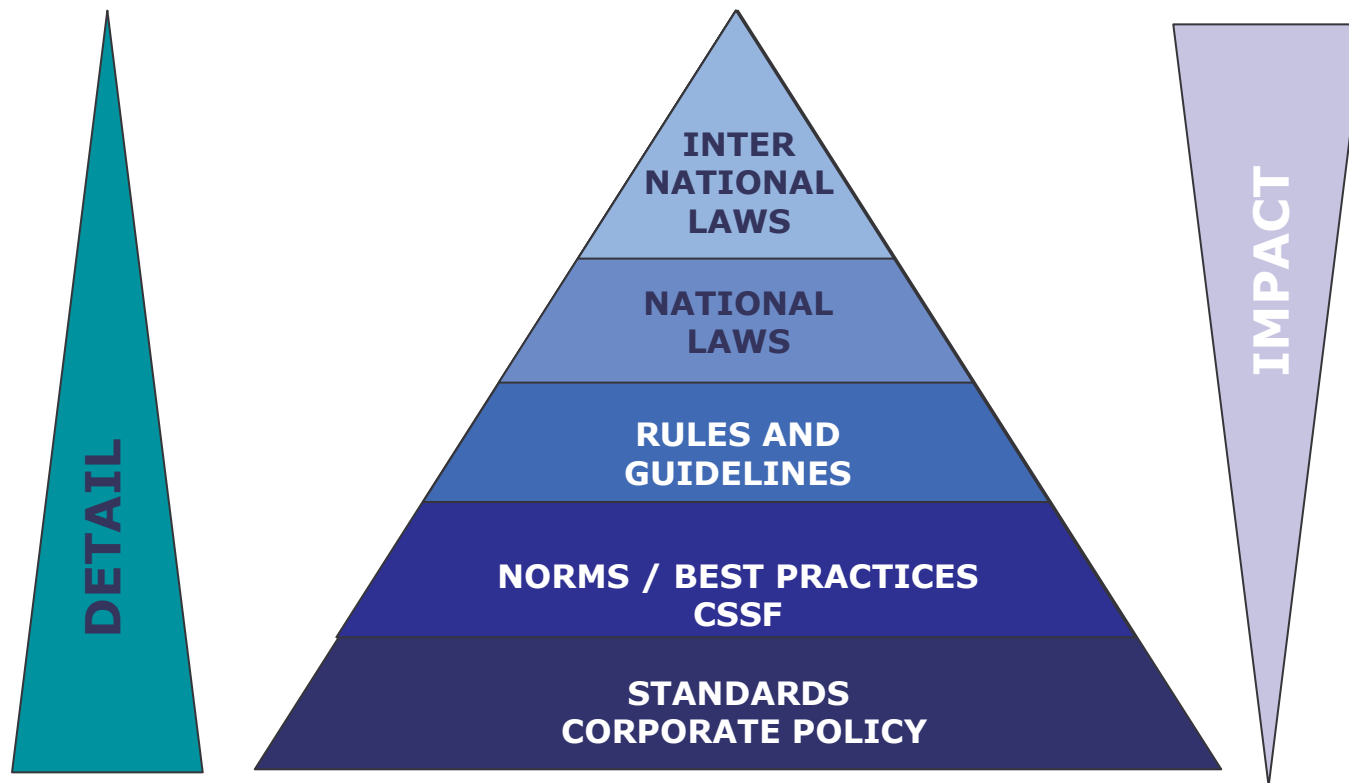 INTER
NATIONAL
LAWS
NATIONAL
LAWS
RULES AND
GUIDELINES
NORMS / BEST PRACTICES
CSSF
STANDARDS
CORPORATE POLICY
DETAIL
IMPACT